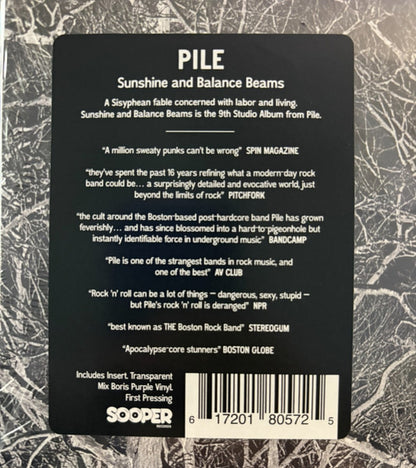 PILE
Sunshine and Balance Beams
A Sisyphean fable concerned with labor and living.
Sunshine and Balance Beams is the 9th Studio Album from Pile.
“A million sweaty punks can't be wrong” SPIN MAGAZINE
“they've spent the past 16 years refining what a modern-day rock
band could be... a surprisingly detailed and evocative world, just
beyond the limits of rock” PITCHFORK
“the cult around the Boston-based post-hardcore band Pile has grown
feverishly... and has since blossomed into a hard-to-pigeonhole but
instantly identifiable force in underground music” BANDCAMP
“Pile is one of the strangest bands in rock music, and
one of the best” AV CLUB
“Rock 'n' roll can be a lot of things – dangerous, sexy, stupid –
but Pile's rock 'n' roll is deranged” NPR
“best known as THE Boston Rock Band” STEREOGUM
“Apocalypse-core stunners” BOSTON GLOBE
Includes Insert, Transparent
Mix Boris Purple Vinyl,
First Pressing
SOOPER
RECORDS
6 17201 80572 5